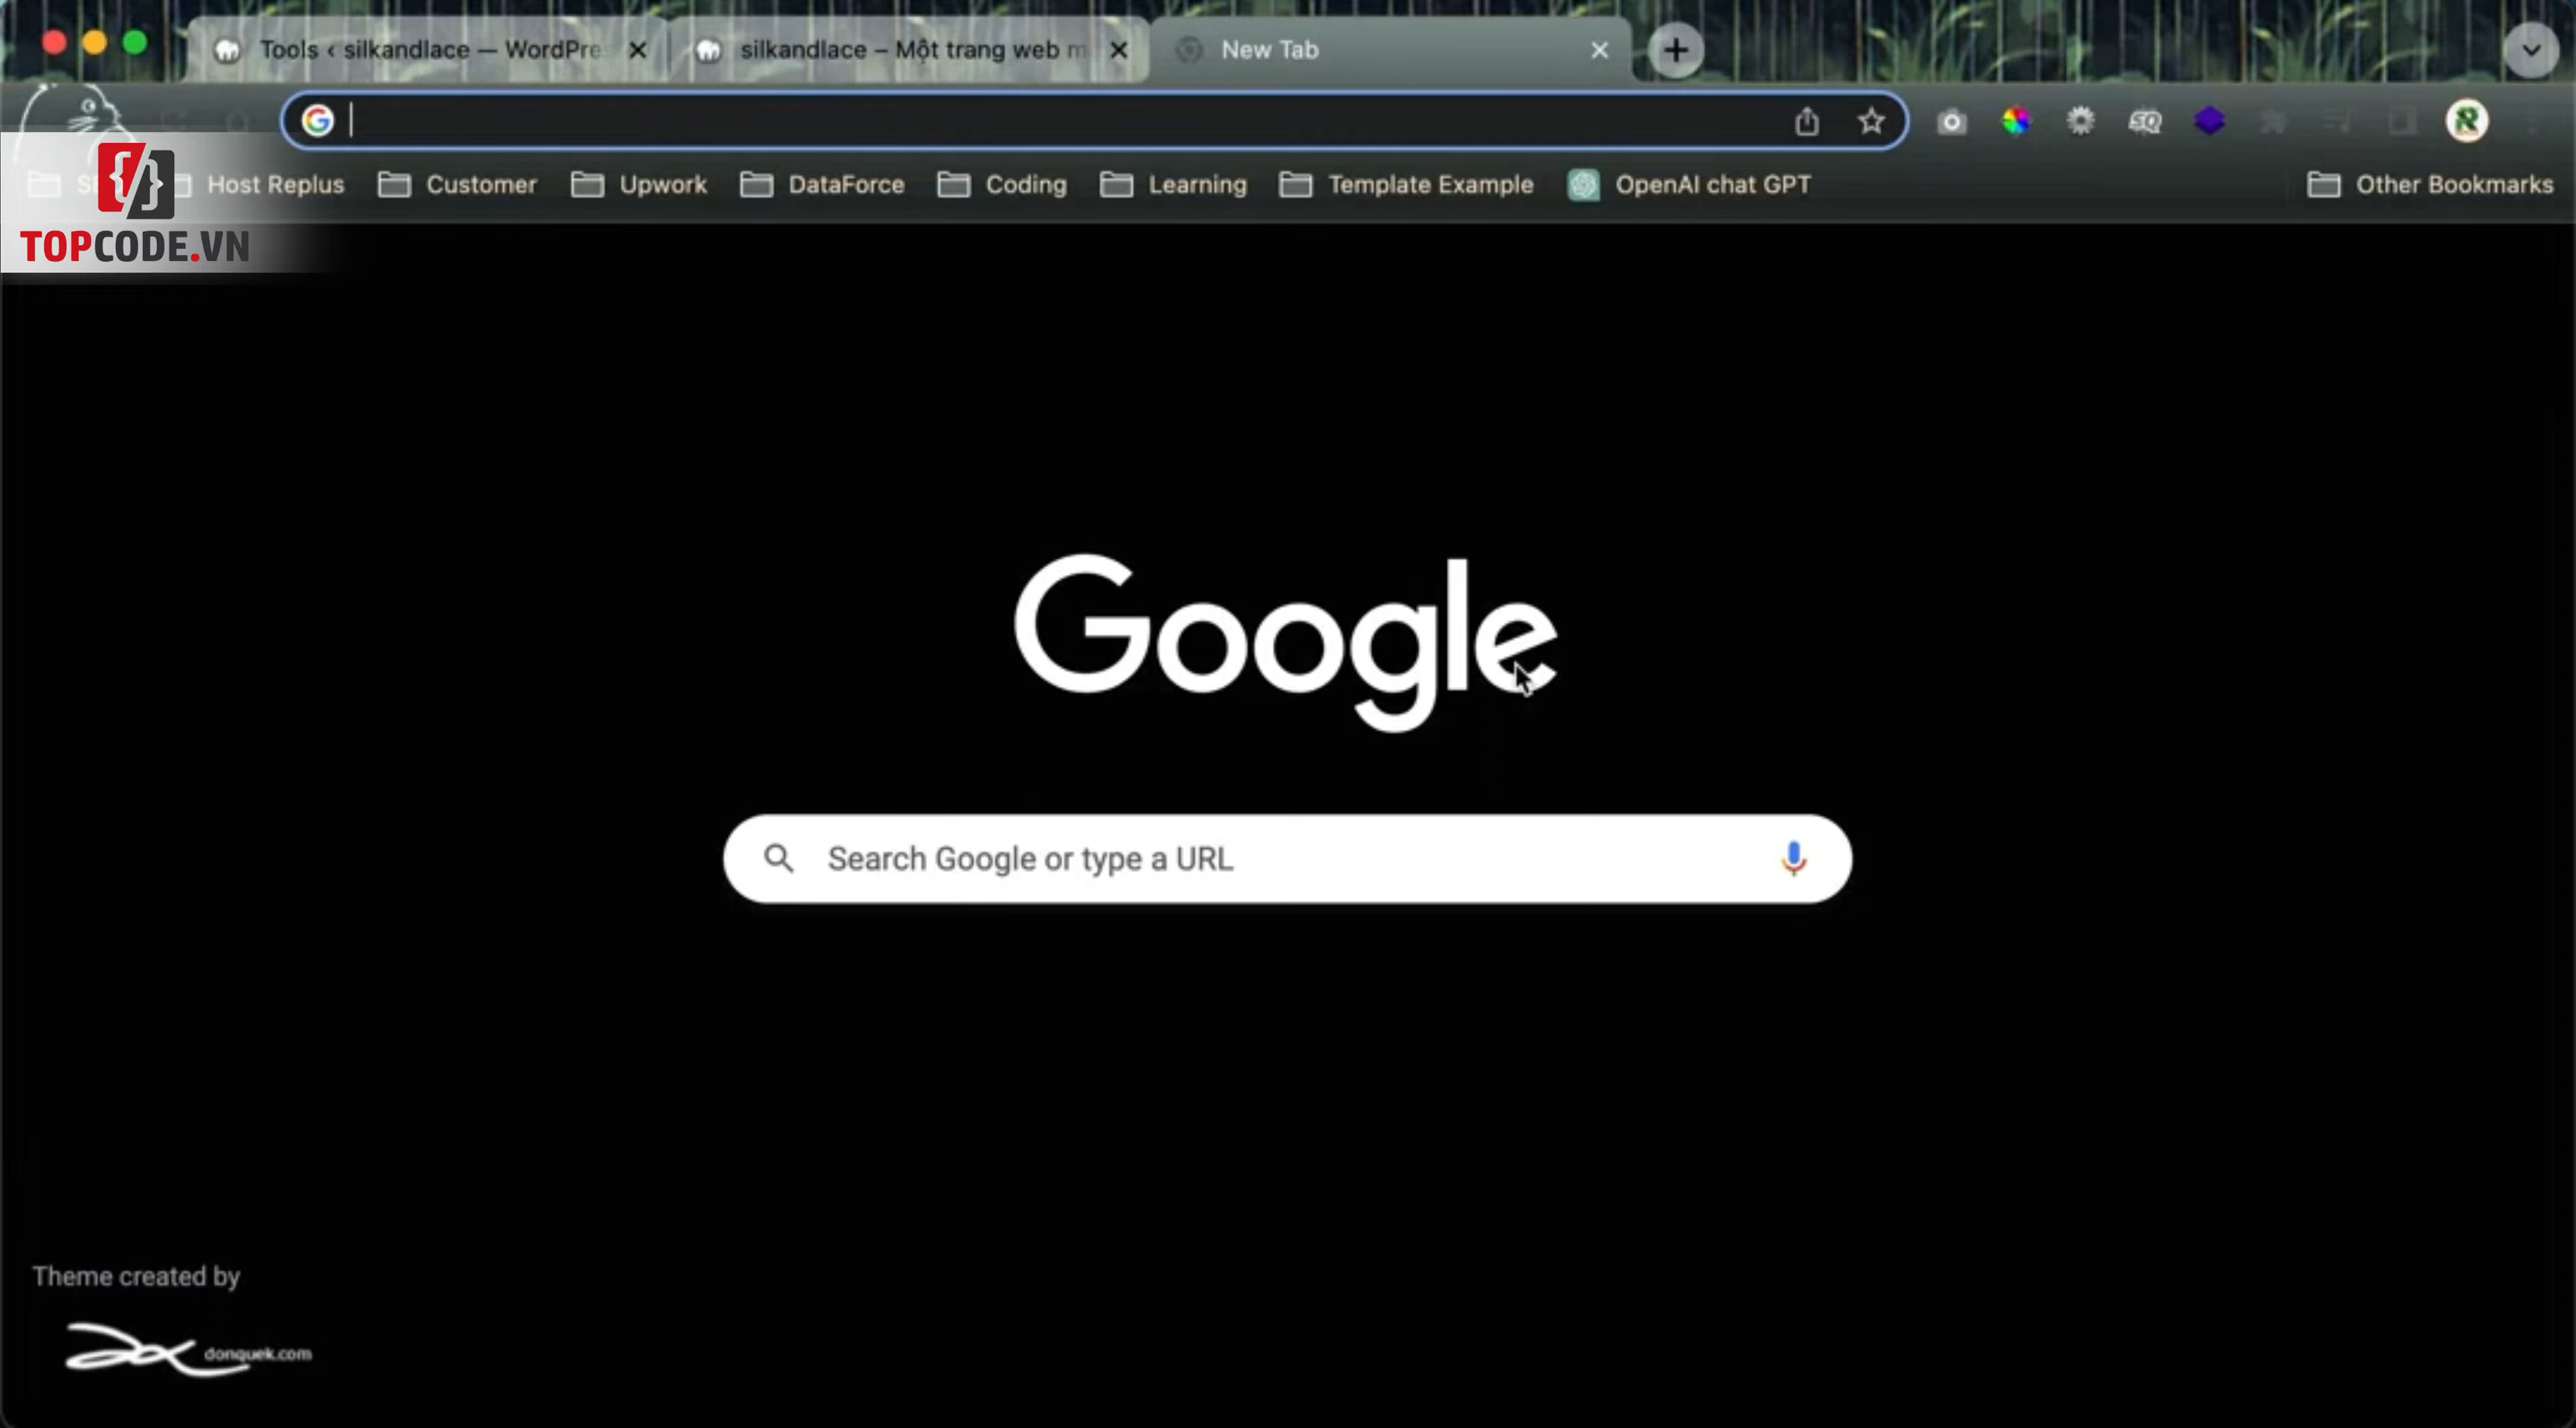 Tools ‹ silkandlace — WordPre
silkandlace – Một trang web m
New Tab
Host Replus
Customer
Upwork
DataForce
Coding
Learning
Template Example
OpenAI chat GPT
Other Bookmarks
TOPCODE.VN
Google
Search Google or type a URL
Theme created by
donquek.com